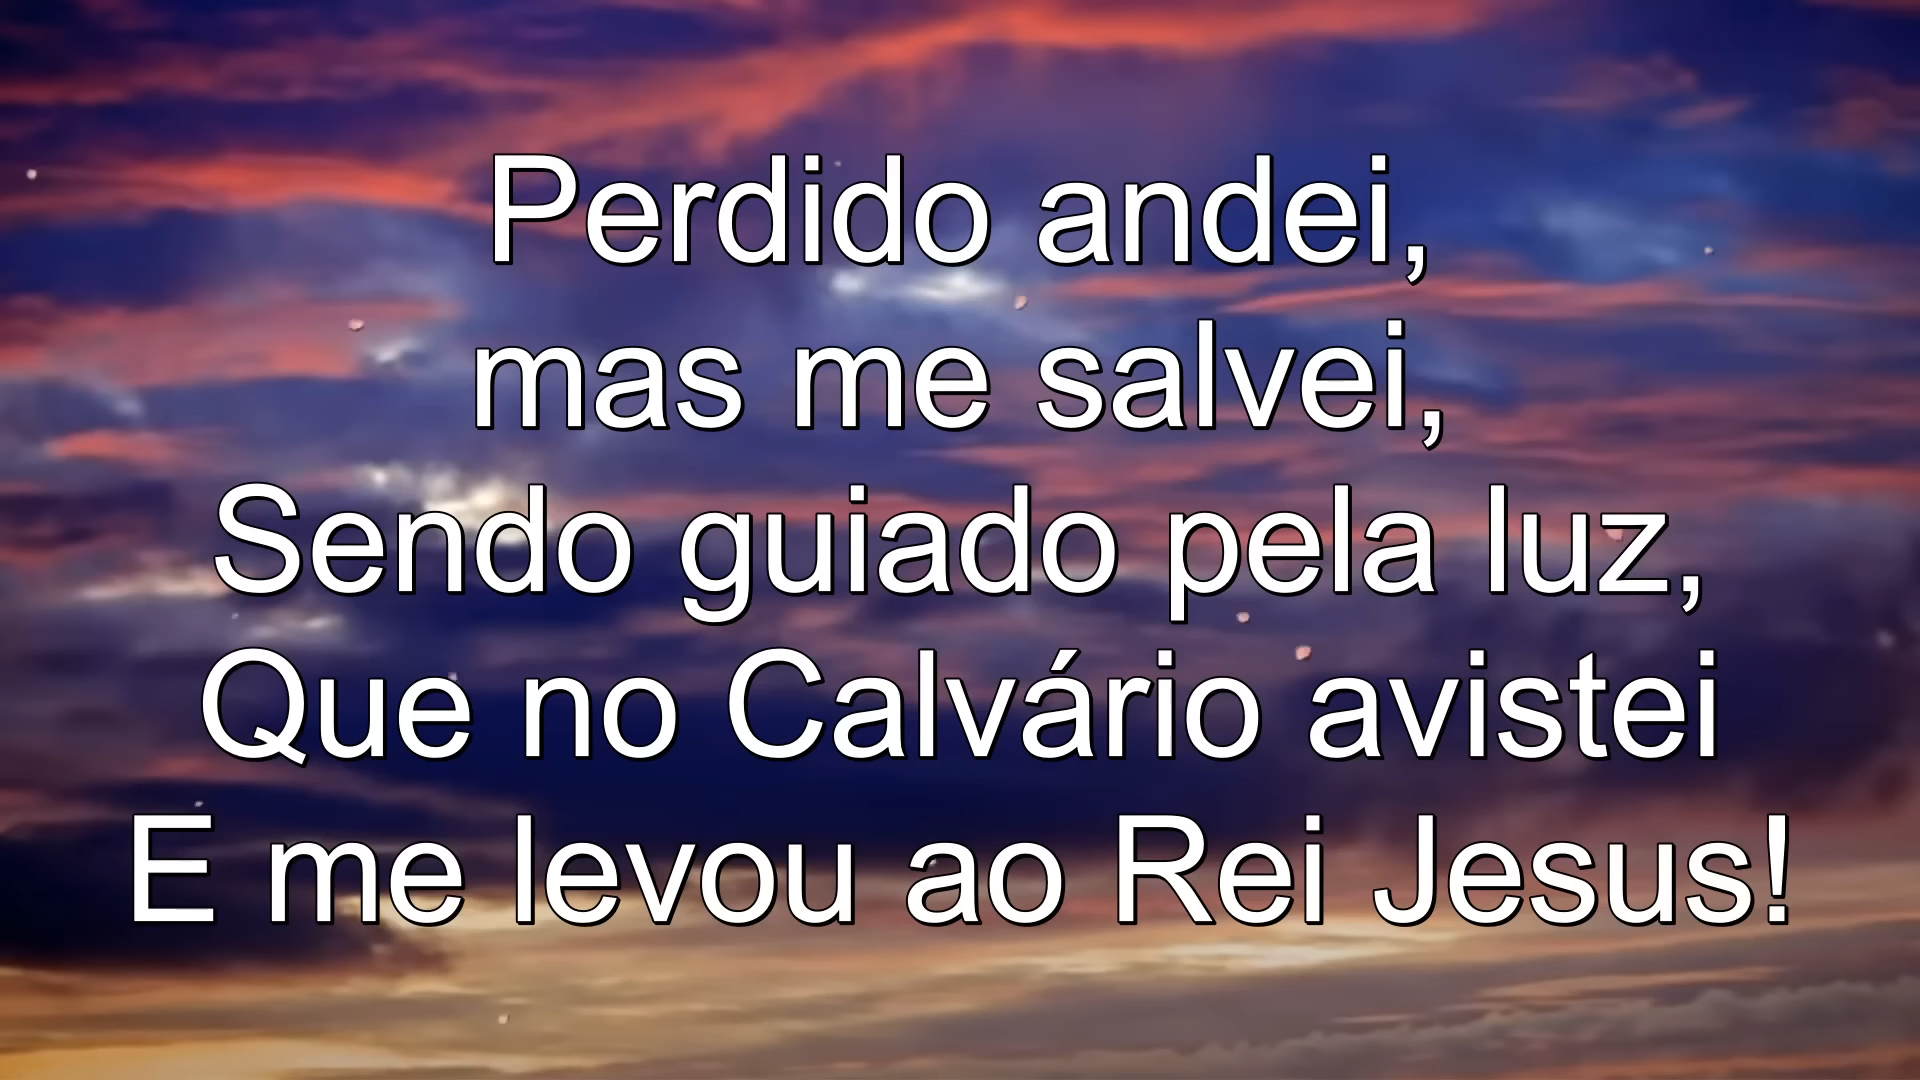 Perdido andei,
mas me salvei,
Sendo guiado pela luz,
Que no Calvário avistei
E me levou ao Rei Jesus!